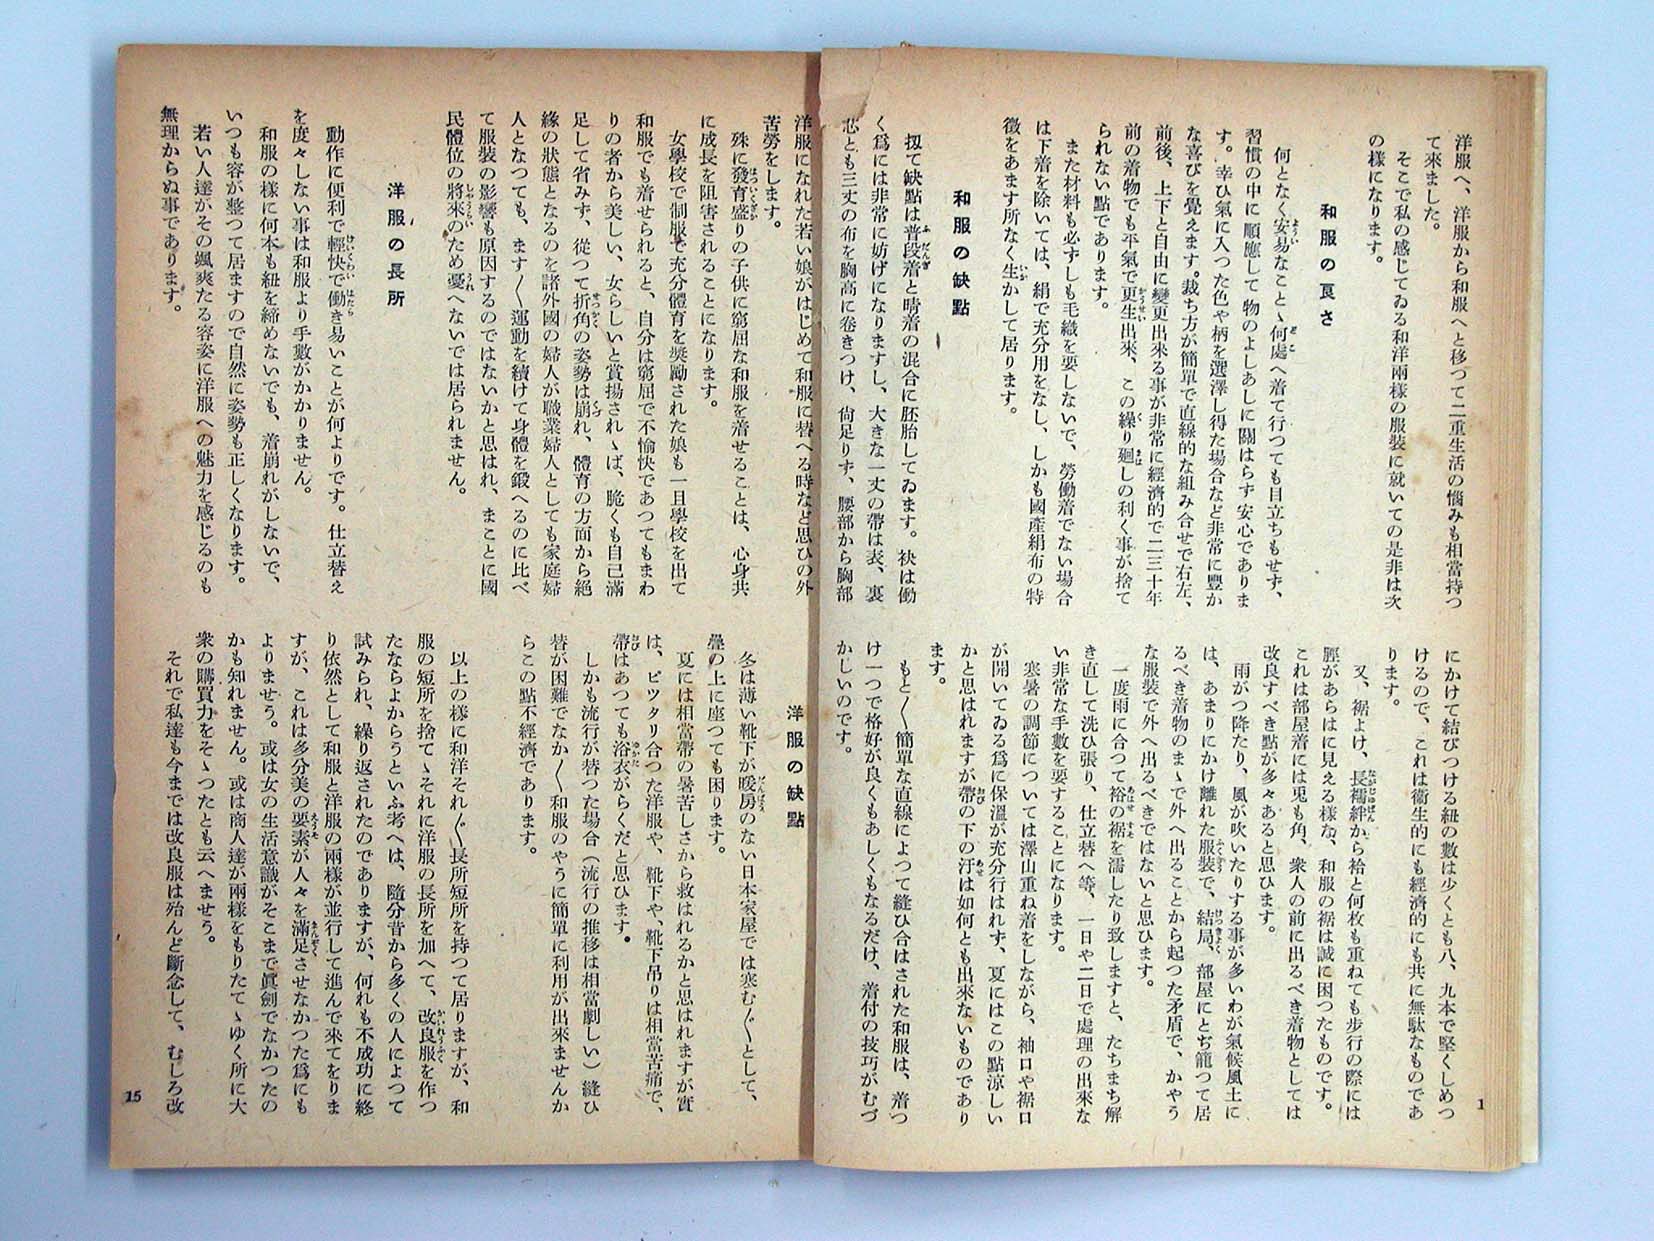 洋服へ、洋服から和服へと移つて二重生活の惱みも相當持つ
て來ました。
そこで私の感じてゐる和洋兩樣の服裝に就いての是非は次
の樣になります。
和服の良さ
何となく安易なことゝ何處へ着て行つても目立ちもせず、
習慣の中に順應して物のよしあしに關はらず安心でありま
す。幸ひ氣に入つた色や柄を選澤し得た場合など非常に豐か
な喜びを覺えます。裁ち方が簡單で直線的な組み合せで右左、
前後、上下と自由に變更出來る事が非常に經濟的で二三十年
前の着物でも平氣で更生出來、この繰り廻しの利く事が捨て
られない點であります。
また材料も必ずしも毛織を要しないで、勞働着でない場合
は下着を除いては、絹で充分用をなし、しかも國產絹布の特
徵をあます所なく生かして居ります。
和服の缺點
扨て缺點は普段着と晴着の混合に胚胎してゐます。袂は働
く爲には非常に妨げになりますし、大きな一丈の帶は表、裏
芯とも三丈の布を胸高に卷きつけ、尙足りず、腰部から胸部
にかけて結びつける紐の數は少くとも八、九本で堅くしめつ
けるので、これは衞生的にも經濟的にも共に無駄なものであ
ります。
又、裾よけ、長襦絆から袷と何枚も重ねても步行の際には
脛があらはに見える樣な、和服の裾は誠に困つたものです。
これは部屋着には兎も角、衆人の前に出るべき着物としては
改良すべき點が多々あると思ひます。
雨がつ降たり、風が吹いたりする事が多いわが氣候風土に
は、あまりにかけ離れた服裝で、結局、部屋にとぢ籠つて居
るべき着物のまゝで外へ出ることから起つた矛盾で、かやう
な服裝で外へ出るべきではないと思ひます。
一度雨に合つて袷の裾を濡したり致しますと、たちまち解
き直して洗ひ張り、仕立替へ等、一日や二日で處理の出來な
い非常な手數を要することになります。
寒暑の調節については澤山重ね着をしながら、袖口や裾口
が開いてゐる爲に保溫が充分行はれず、夏にはこの點涼しい
かと思はれますが帶の下の汗は如何とも出來ないものであり
ます。
もと〳〵簡單な直線によつて縫ひ合はされた和服は、着つ
け一つで格好が良くもあしくもなるだけ、着付の技巧がむづ
かしいのです。
1
洋服になれた若い娘がはじめて和服に替へる時など思ひの外
苦勞をします。
殊に發育盛りの子供に窮屈な和服を着せることは、心身共
に成長を阻害されることになります。
女學校で制服で充分體育を奬勵された娘も一日學校を出て
和服でも着せられると、自分は窮屈で不愉快であつてもまわ
りの者から美しい、女らしいと賞揚されゝば、脆くも自己滿
足して省みず、從つて折角の姿勢は崩れ、體育の方面から絕
緣の狀態となるのを諸外國の婦人が職業婦人としても家庭婦
人となつても、ます〳〵運動を續けて身體を鍛へるのに比べ
て服裝の影響も原因するのではないかと思はれ、まことに國
民體位の將來のため憂へないでは居られません。
洋服の長所
動作に便利で輕快で働き易いことが何よりです。仕立替え
を度々しない事は和服より手數がかかりません。
和服の樣に何本も紐を締めないでも、着崩れがしないで、
いつも容が整つて居ますので自然に姿勢も正しくなります。
若い人達がその颯爽たる容姿に洋服への魅力を感じるのも
無理からぬ事であります。
洋服の缺點
冬は薄い靴下が暖房のない日本家屋では寒む〴〵として、
疊の上に座つても困ります。
夏には相當帶の暑苦しさから救はれるかと思はれますが實
は、ピツタリ合つた洋服や、靴下や、靴下吊りは相當苦痛で、
帶はあつても浴衣がらくだと思ひます。
しかも流行が替つた場合（流行の推移は相當劇しい）縫ひ
替が困難でなか〳〵和服のやうに簡單に利用が出來ませんか
らこの點不經濟であります。
以上の樣に和洋それ〴〵長所短所を持つて居りますが、和
服の短所を捨てゝそれに洋服の長所を加へて、改良服を作つ
たならよからうといふ考へは、隨分昔から多くの人によつて
試みられ、繰り返されたのでありますが、何れも不成功に終
り依然として和服と洋服の兩樣が並行して進んで來てをりま
すが、これは多分美の要素が人々を滿足させなかつた爲にも
よりませう。或は女の生活意識がそこまで眞劍でなかつたの
かも知れません。或は商人達が兩樣をもりたてゝゆく所に大
衆の購買力をそゝつたとも云へませう。
それで私達も今までは改良服は殆んど斷念して、むしろ改
15